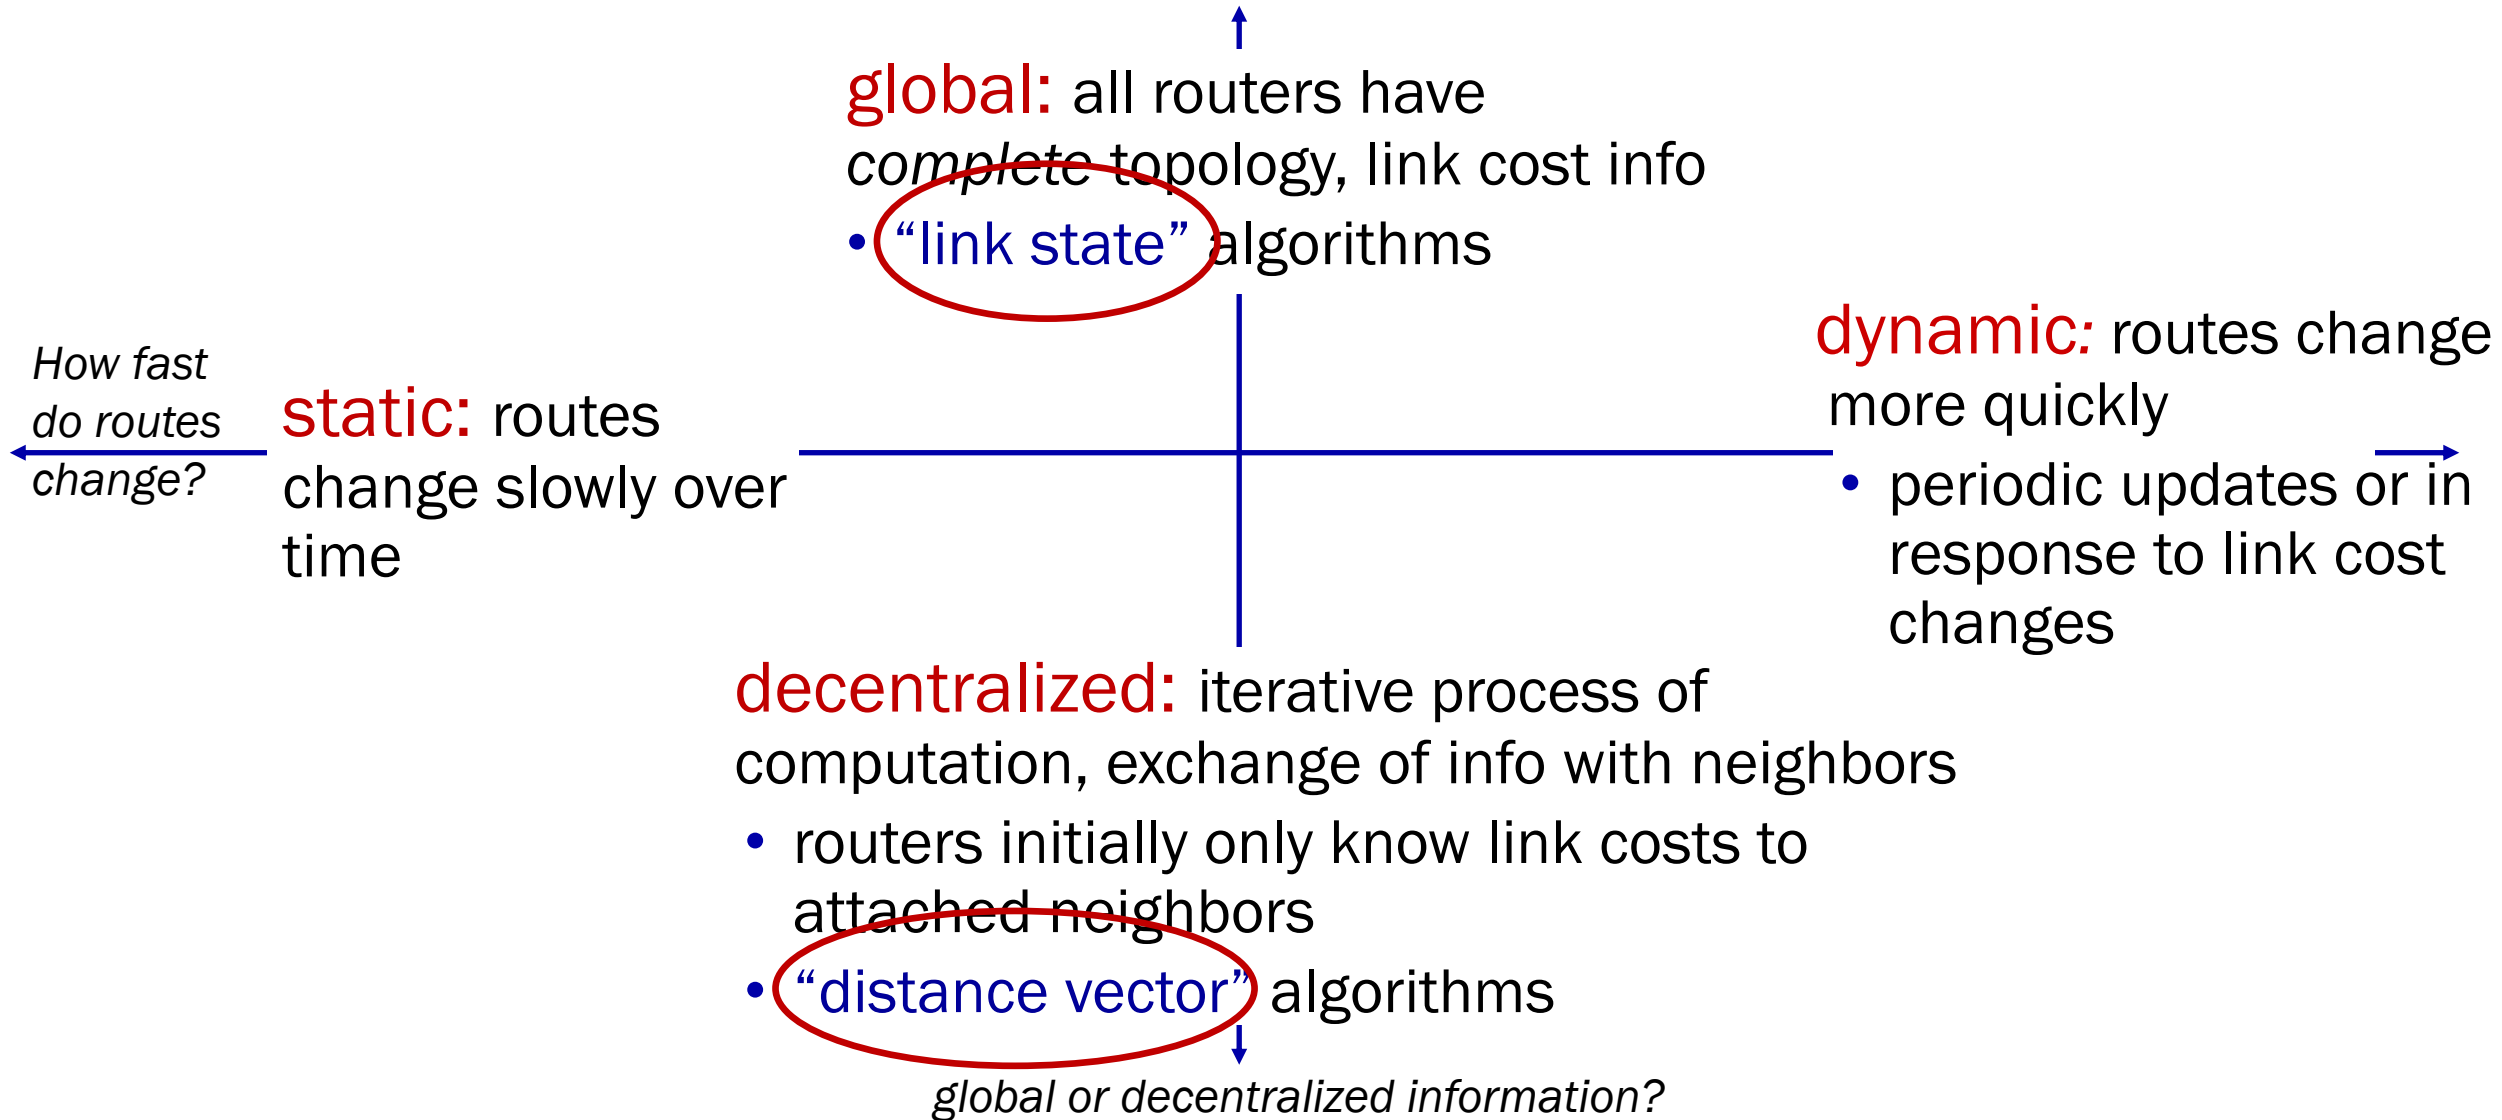 global: all routers have
complete topology, link cost info
• “link state” algorithms
How fast
do routes
change?
static: routes
change slowly over
time
dynamic: routes change
more quickly
• periodic updates or in
response to link cost
changes
decentralized: iterative process of
computation, exchange of info with neighbors
• routers initially only know link costs to
attached neighbors
• “distance vector” algorithms
global or decentralized information?